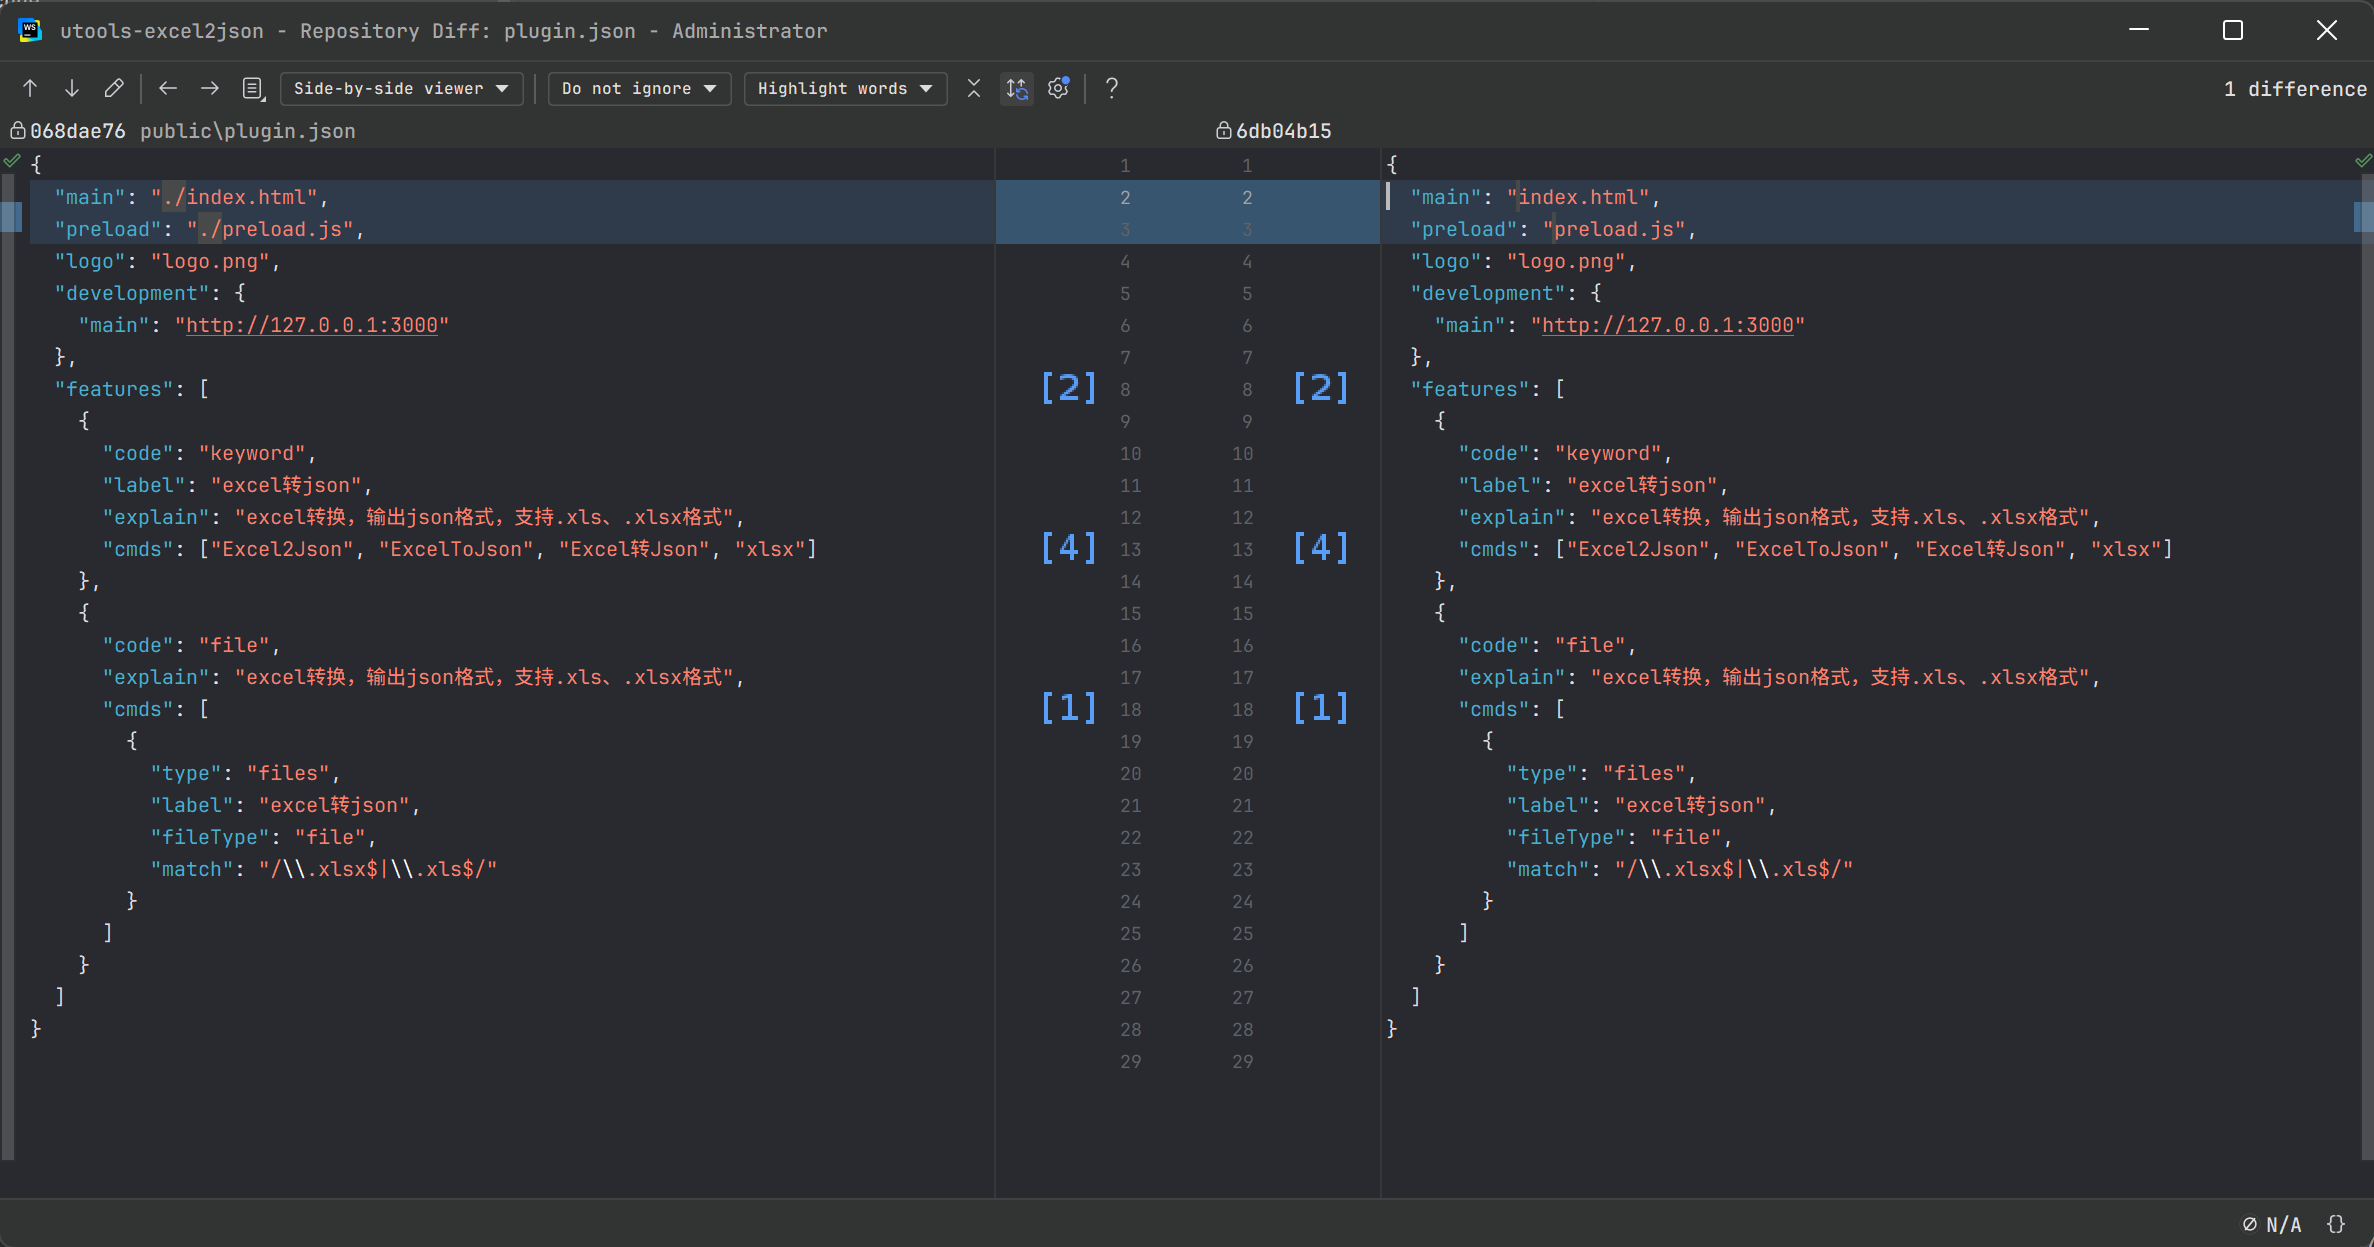 utools-excel2json - Repository Diff: plugin.json - Administrator
Side-by-side viewer Do not ignore Highlight words ? 1 difference
068dae76 public\plugin.json
{
  "main": "./index.html",
  "preload": "./preload.js",
  "logo": "logo.png",
  "development": {
    "main": "http://127.0.0.1:3000"
  },
  "features": [
    {
      "code": "keyword",
      "label": "excel转json",
      "explain": "excel转换，输出json格式，支持.xls、.xlsx格式",
      "cmds": ["Excel2Json", "ExcelToJson", "Excel转Json", "xlsx"]
    },
    {
      "code": "file",
      "explain": "excel转换，输出json格式，支持.xls、.xlsx格式",
      "cmds": [
        {
          "type": "files",
          "label": "excel转json",
          "fileType": "file",
          "match": "/\\.xlsx$|\\.xls$/"
        }
      ]
    }
  ]
}
1 1
2 2
3 3
4 4
5 5
6 6
7 7
[2] 8 8 [2]
9 9
10 10
11 11
12 12
[4] 13 13 [4]
14 14
15 15
16 16
17 17
[1] 18 18 [1]
19 19
20 20
21 21
22 22
23 23
24 24
25 25
26 26
27 27
28 28
29 29
6db04b15
{
  "main": "index.html",
  "preload": "preload.js",
  "logo": "logo.png",
  "development": {
    "main": "http://127.0.0.1:3000"
  },
  "features": [
    {
      "code": "keyword",
      "label": "excel转json",
      "explain": "excel转换，输出json格式，支持.xls、.xlsx格式",
      "cmds": ["Excel2Json", "ExcelToJson", "Excel转Json", "xlsx"]
    },
    {
      "code": "file",
      "explain": "excel转换，输出json格式，支持.xls、.xlsx格式",
      "cmds": [
        {
          "type": "files",
          "label": "excel转json",
          "fileType": "file",
          "match": "/\\.xlsx$|\\.xls$/"
        }
      ]
    }
  ]
}
N/A {}